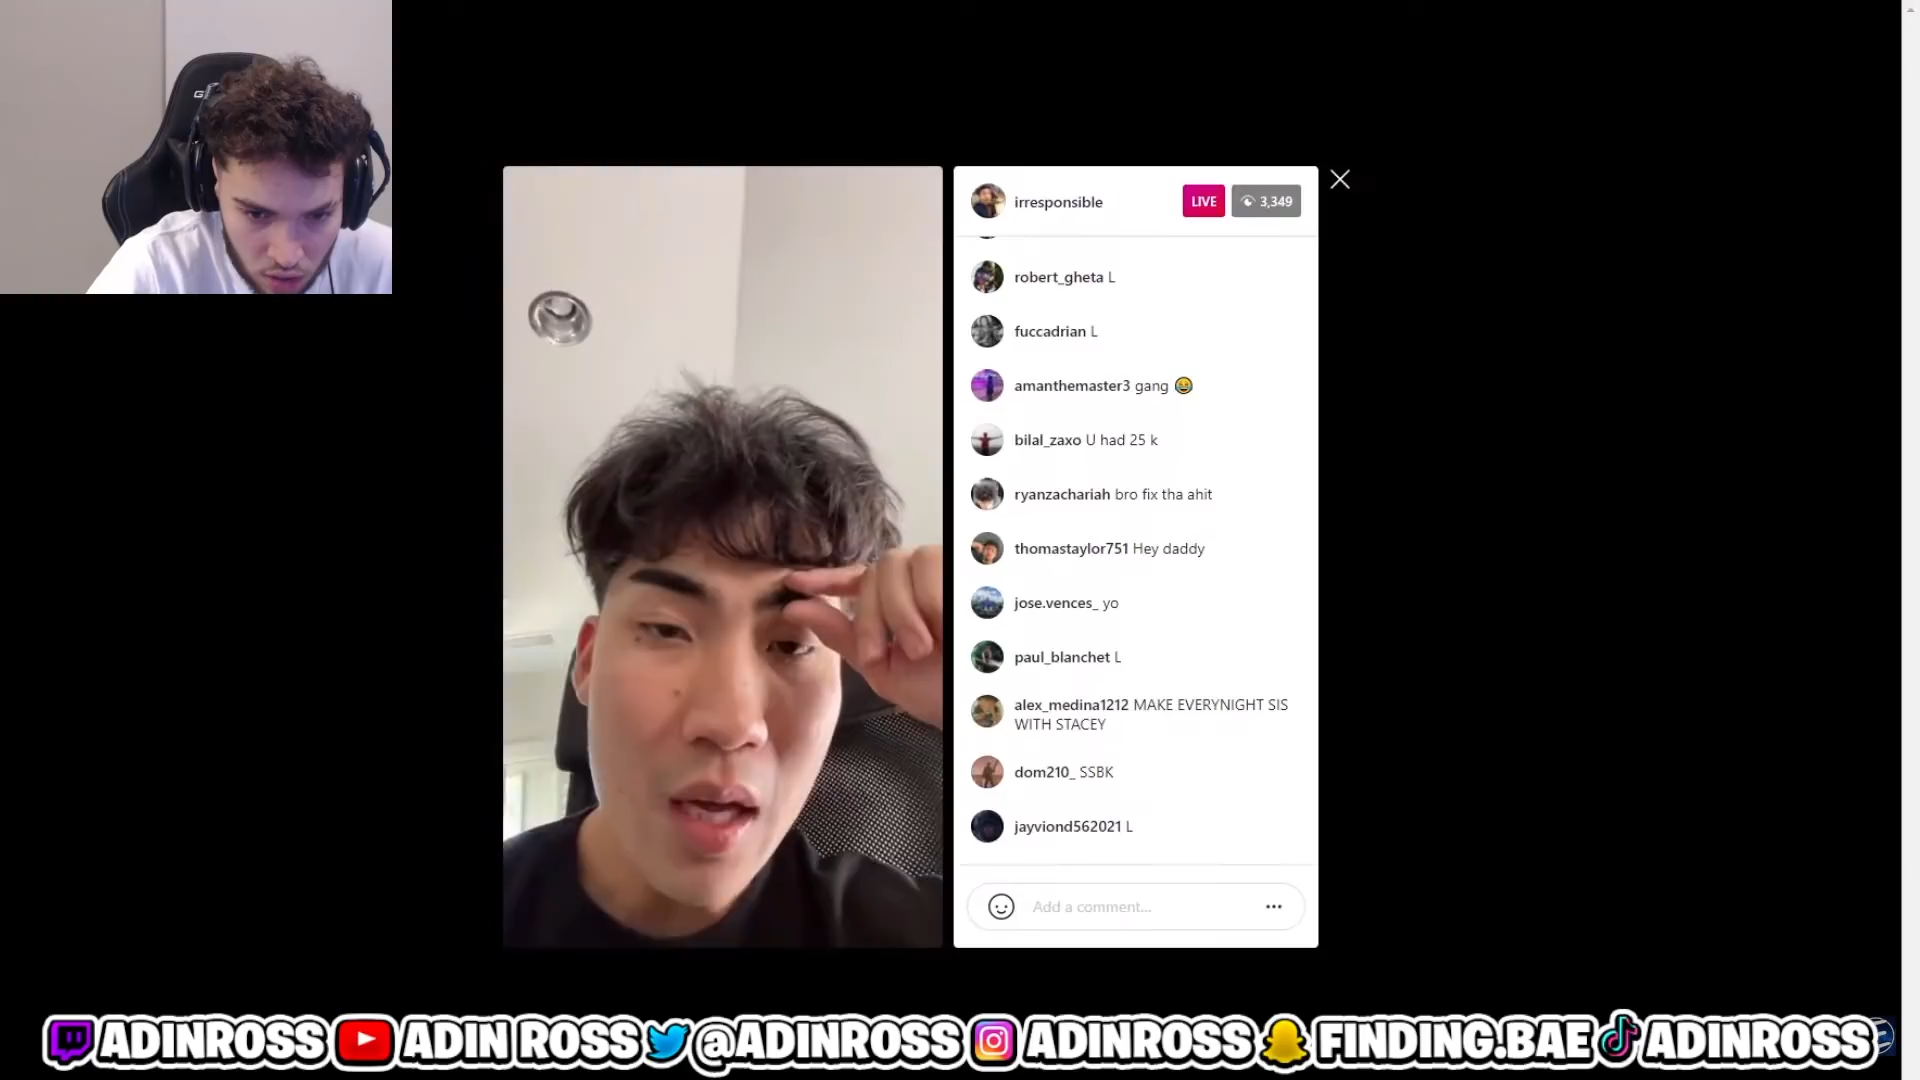 irresponsible
LIVE
3,349
robert_gheta L
fuccadrian L
amanthemaster3 gang 😂
bilal_zaxo U had 25 k
ryanzachariah bro fix tha ahit
thomastaylor751 Hey daddy
jose.vences_ yo
paul_blanchet L
alex_medina1212 MAKE EVERYNIGHT SIS
WITH STACEY
dom210_ SSBK
jayviond562021 L
Add a comment...
ADINROSS ADIN ROSS @ADINROSS ADINROSS FINDING.BAE ADINROSS